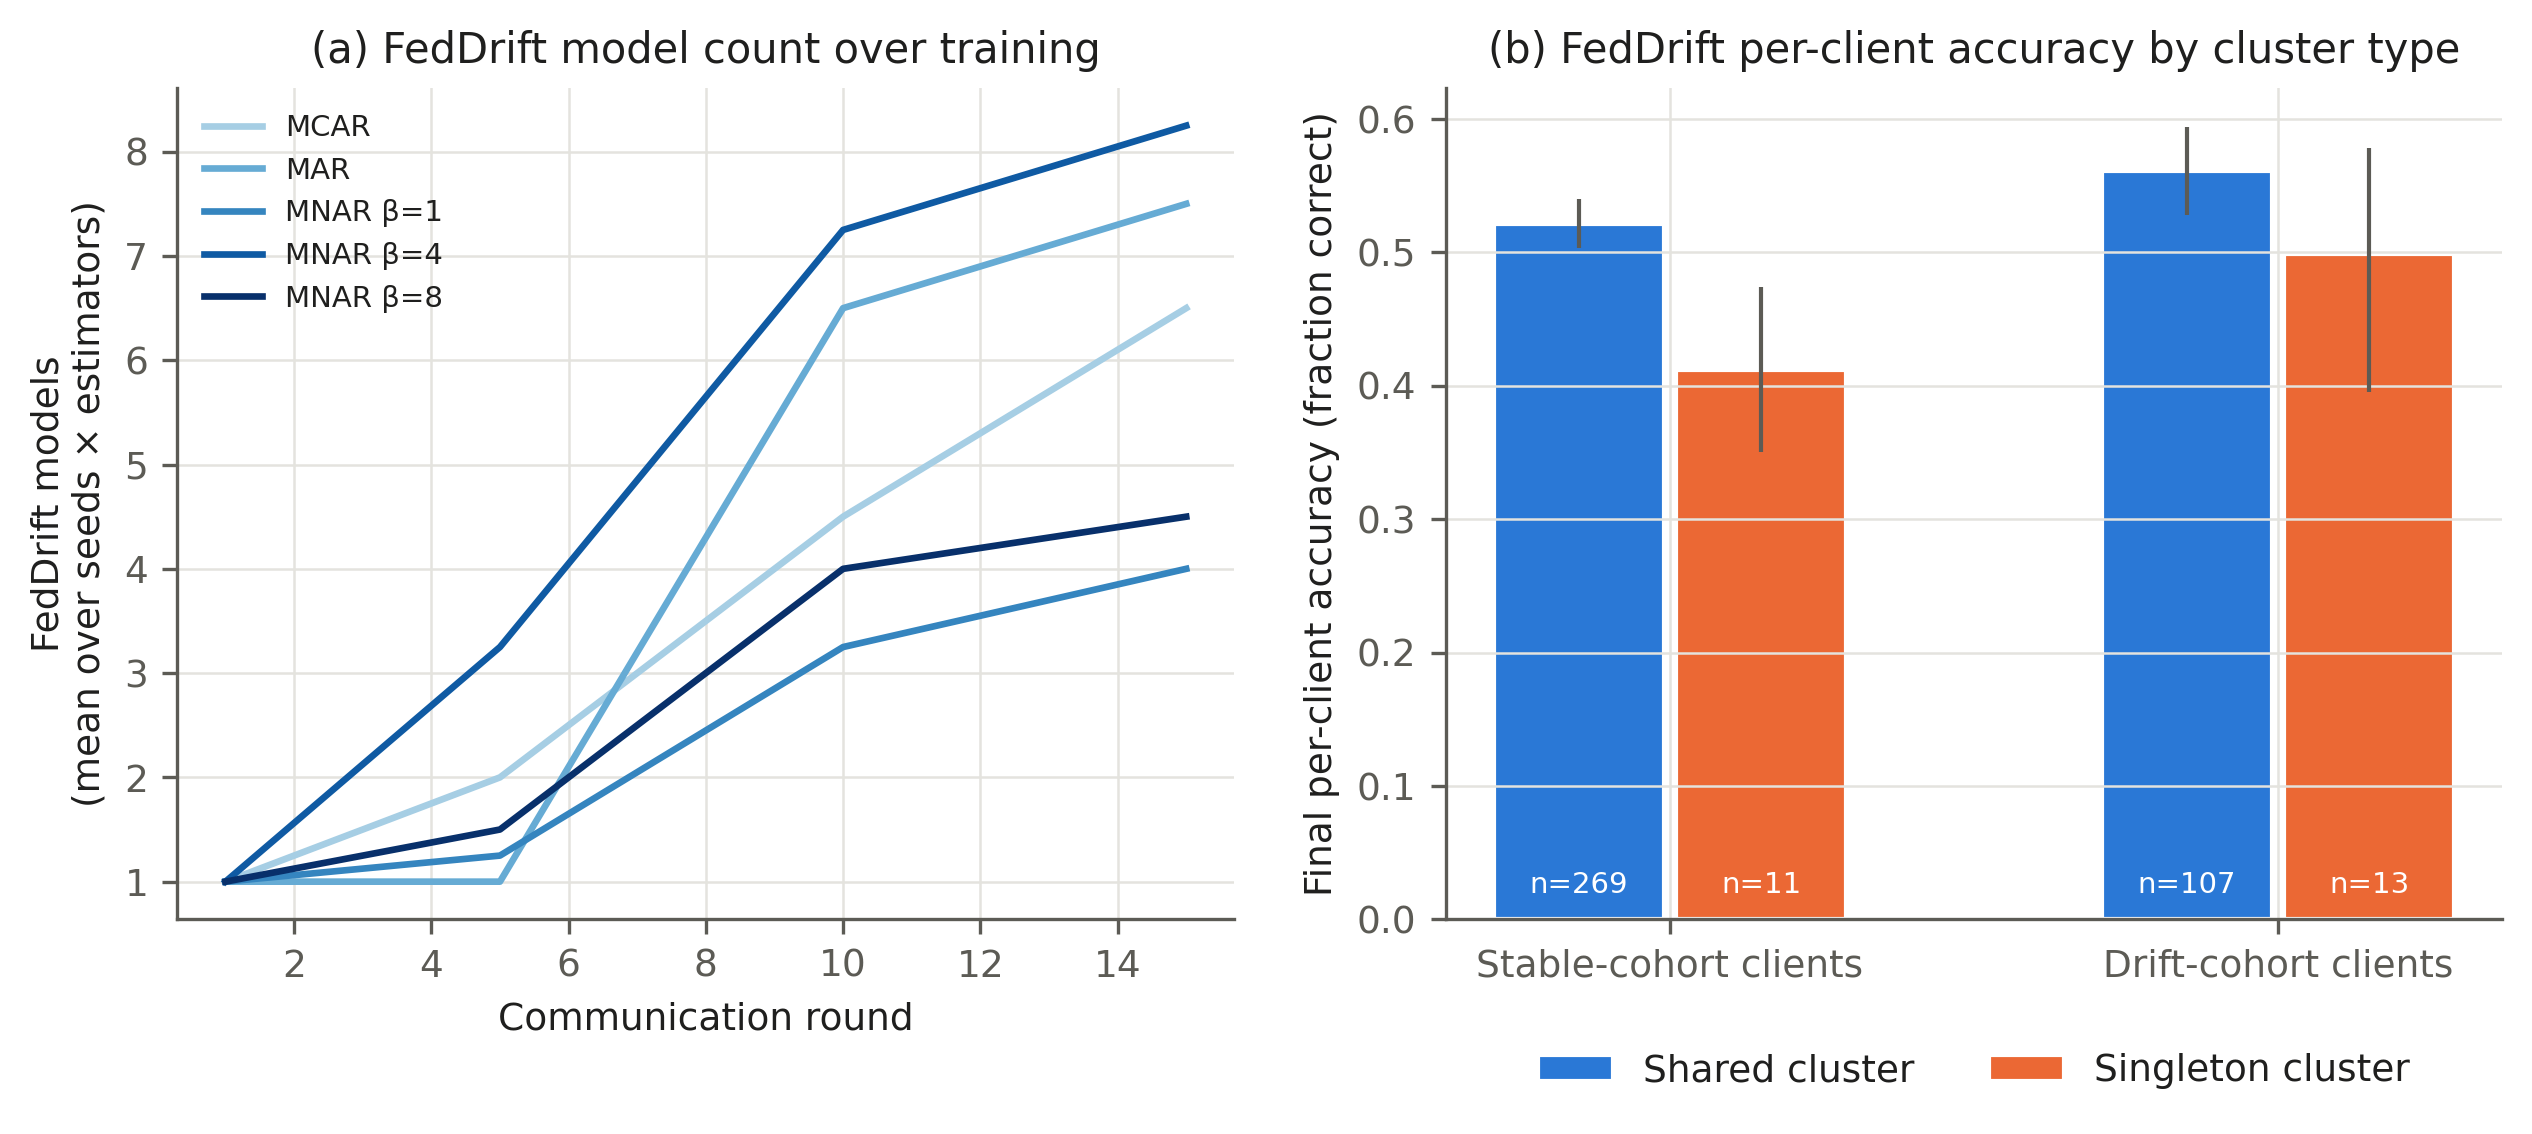 (a) FedDrift model count over training
FedDrift models
(mean over seeds × estimators)
8
7
6
5
4
3
2
1
MCAR
MAR
MNAR β=1
MNAR β=4
MNAR β=8
2 4 6 8 10 12 14
Communication round
(b) FedDrift per-client accuracy by cluster type
Final per-client accuracy (fraction correct)
0.6
0.5
0.4
0.3
0.2
0.1
0.0
n=269 n=11 n=107 n=13
Stable-cohort clients Drift-cohort clients
Shared cluster Singleton cluster